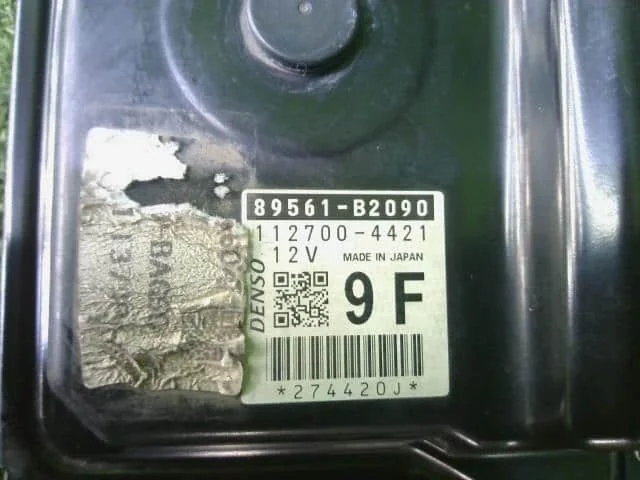 89561-B2090
112700-4421
12V MADE IN JAPAN
DENSO
9F
*274420J*